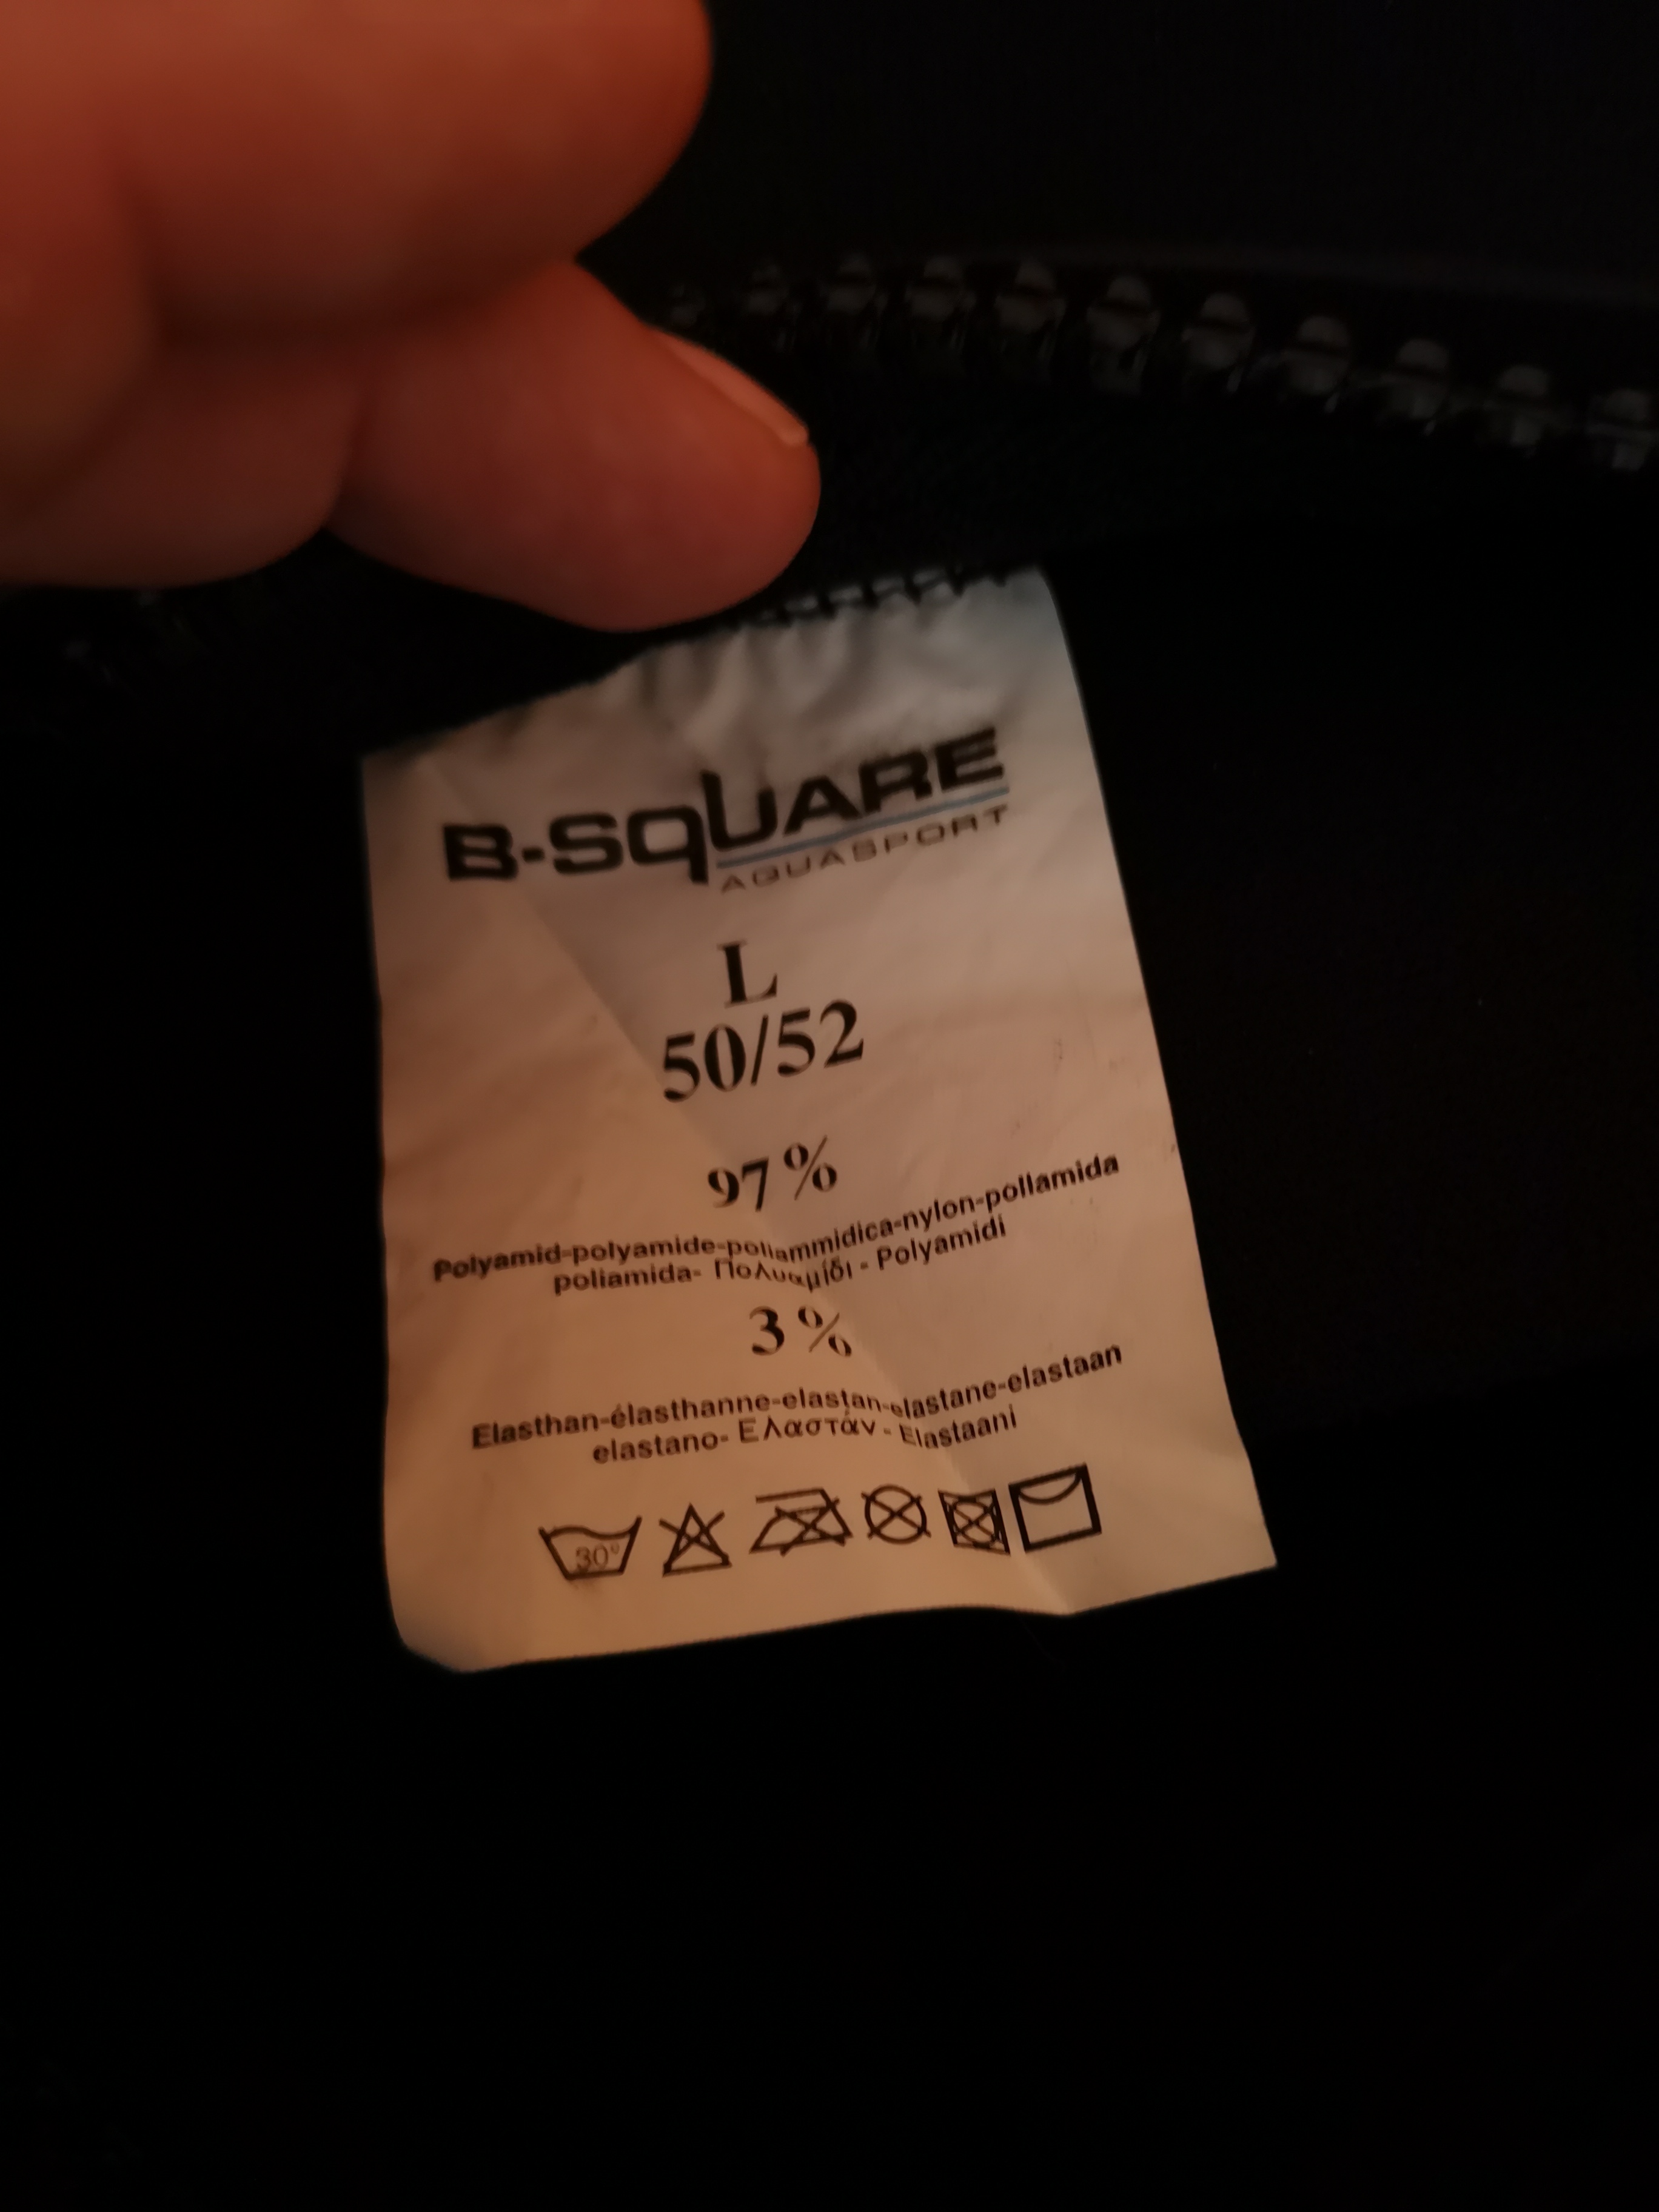 B-SQUARE
AQUASPORT
L
50/52
97%
Polyamid-polyamide-poliammidica-nylon-pollamida
poliamida- Πολυαμίδι - Polyamidi
3%
Elasthan-élasthanne-elastan-elastane-elastaan
elastano- Ελαστάν - Elastaani
30°